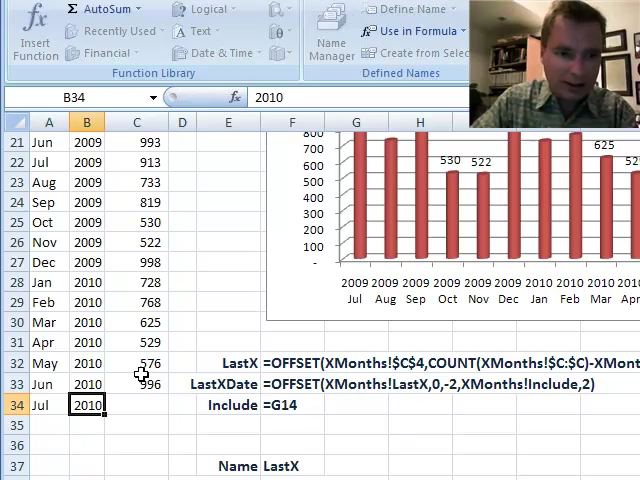 AutoSum
Logical
Define Name
Insert Function
Recently Used
Text
Name Manager
Use in Formula
Financial
Date & Time
Create from Selec
Function Library
Defined Names
B34
fx
2010
A B C D E F G H
21 Jun 2009 993
22 Jul 2009 913
23 Aug 2009 733
24 Sep 2009 819
25 Oct 2009 530
26 Nov 2009 522
27 Dec 2009 998
28 Jan 2010 728
29 Feb 2010 768
30 Mar 2010 625
31 Apr 2010 529
32 May 2010 576
33 Jun 2010 996
34 Jul 2010
35
36
37
800
700
600
500
400
300
200
100
-
530 522 625 52
2009 2009 2009 2009 2009 2009 2010 2010 2010 2010
Jul Aug Sep Oct Nov Dec Jan Feb Mar Apr
LastX =OFFSET(XMonths!$C$4,COUNT(XMonths!$C:$C)-XMont
LastXDate =OFFSET(XMonths!LastX,0,-2,XMonths!Include,2)
Include =G14
Name LastX